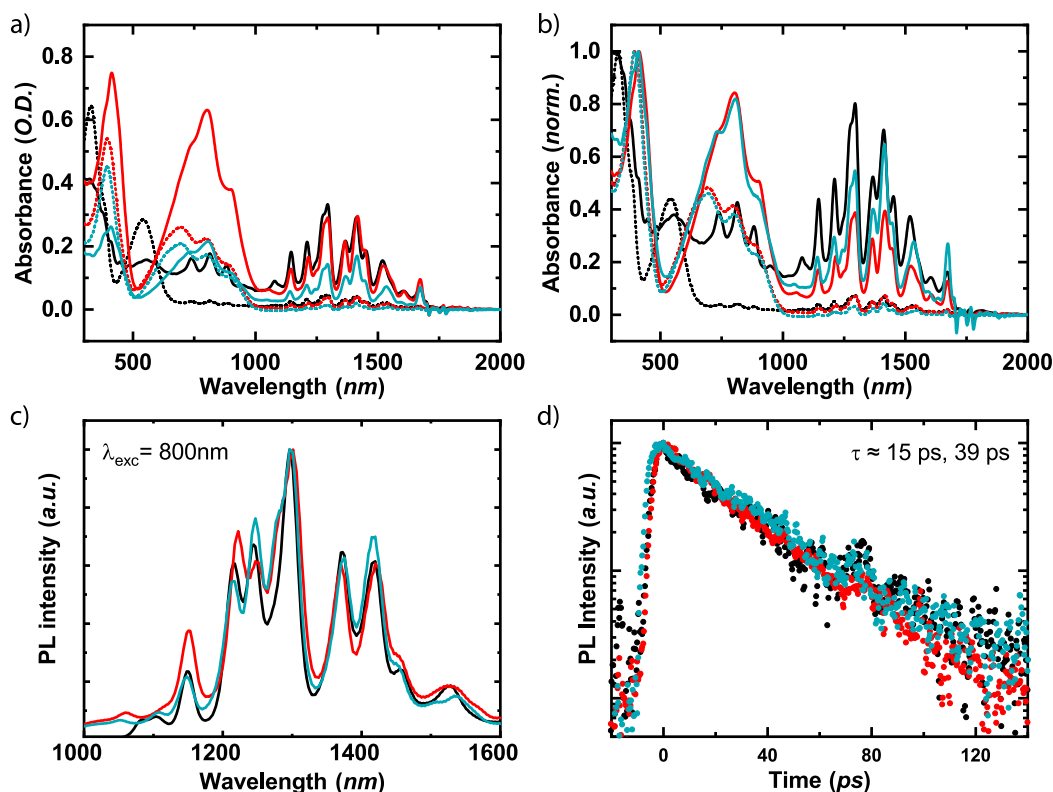 a)
Absorbance (O.D.)
0.8
0.6
0.4
0.2
0.0
500 1000 1500 2000
Wavelength (nm)
b)
Absorbance (norm.)
1.0
0.8
0.6
0.4
0.2
0.0
500 1000 1500 2000
Wavelength (nm)
c)
λexc= 800nm
PL intensity (a.u.)
1000 1200 1400 1600
Wavelength (nm)
d)
τ ≈ 15 ps, 39 ps
PL Intensity (a.u.)
0 40 80 120
Time (ps)